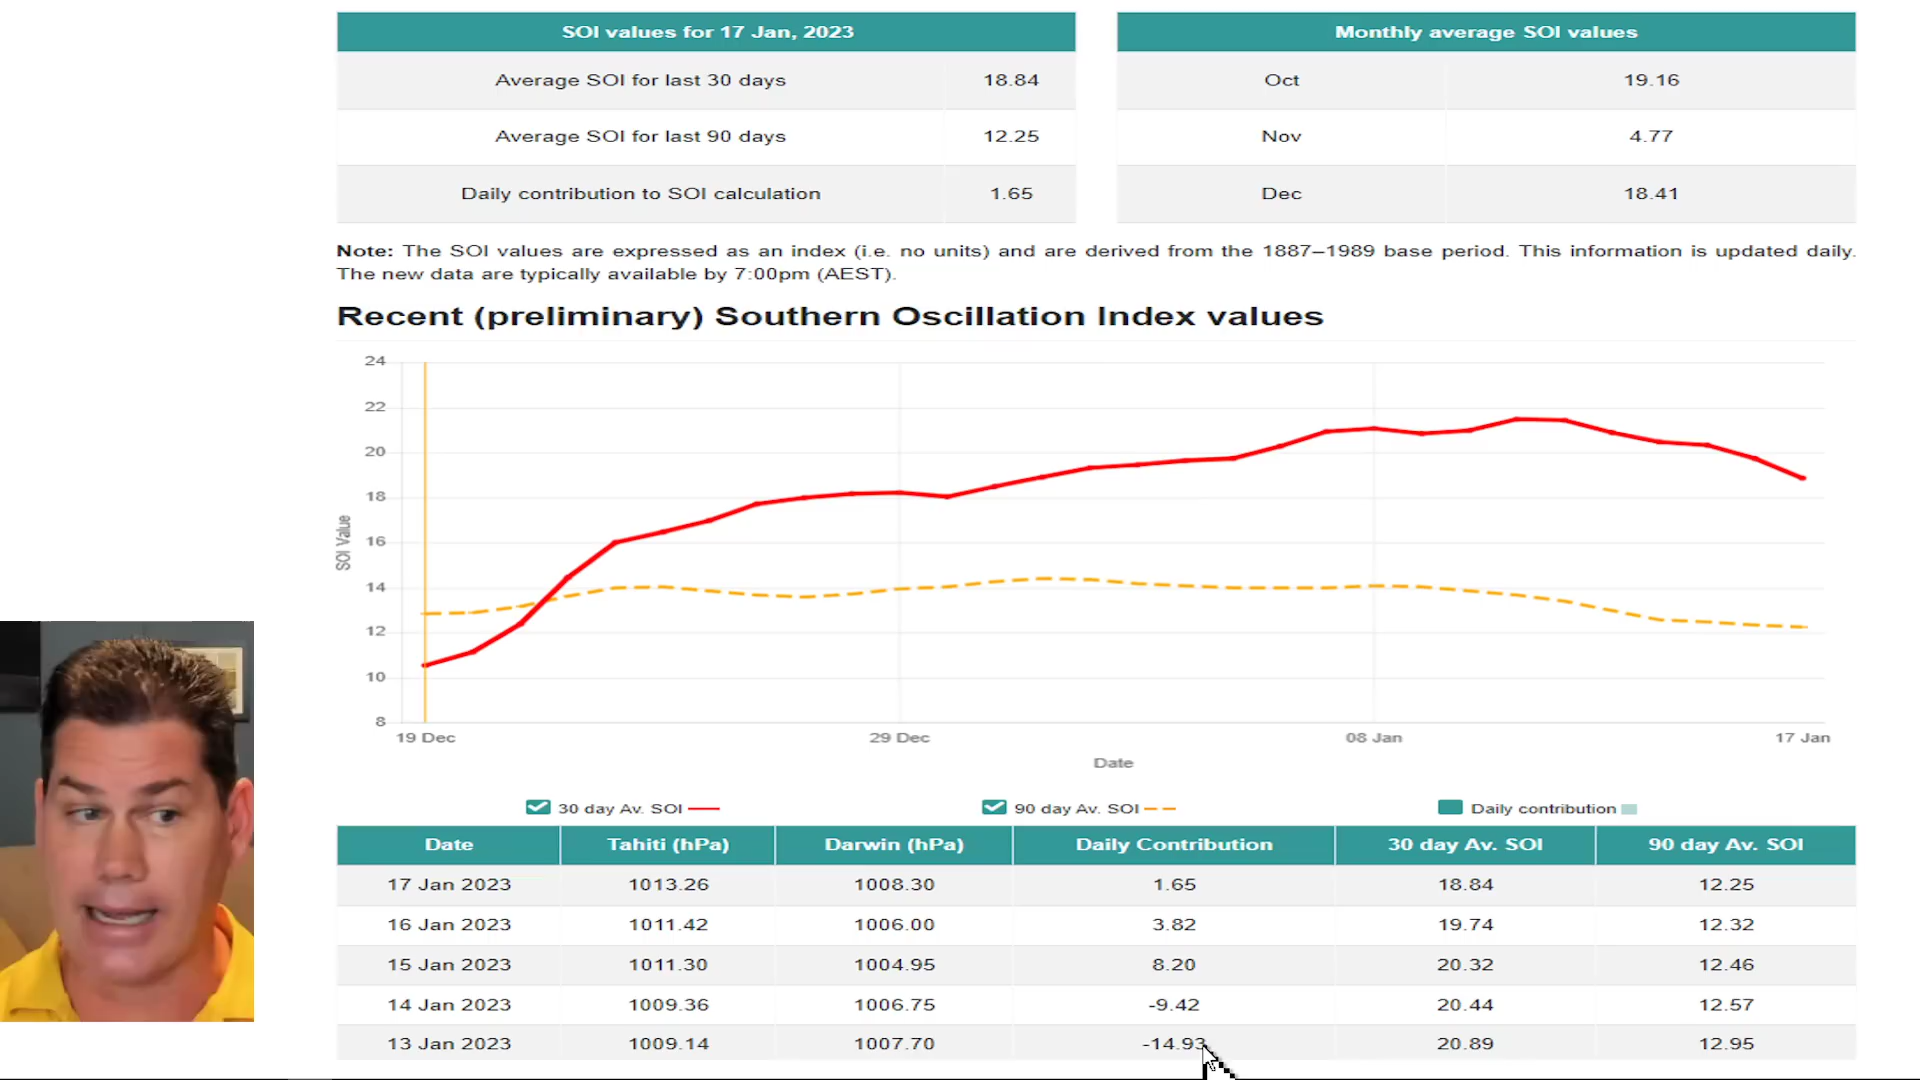 SOI values for 17 Jan, 2023
Average SOI for last 30 days 18.84
Average SOI for last 90 days 12.25
Daily contribution to SOI calculation 1.65
Monthly average SOI values
Oct 19.16
Nov 4.77
Dec 18.41
Note: The SOI values are expressed as an index (i.e. no units) and are derived from the 1887–1989 base period. This information is updated daily.
The new data are typically available by 7:00pm (AEST).
Recent (preliminary) Southern Oscillation Index values
24
22
20
18
16
14
12
10
8
SOI Value
19 Dec 29 Dec 08 Jan 17 Jan
Date
30 day Av. SOI 90 day Av. SOI Daily contribution
Date Tahiti (hPa) Darwin (hPa) Daily Contribution 30 day Av. SOI 90 day Av. SOI
17 Jan 2023 1013.26 1008.30 1.65 18.84 12.25
16 Jan 2023 1011.42 1006.00 3.82 19.74 12.32
15 Jan 2023 1011.30 1004.95 8.20 20.32 12.46
14 Jan 2023 1009.36 1006.75 -9.42 20.44 12.57
13 Jan 2023 1009.14 1007.70 -14.93 20.89 12.95